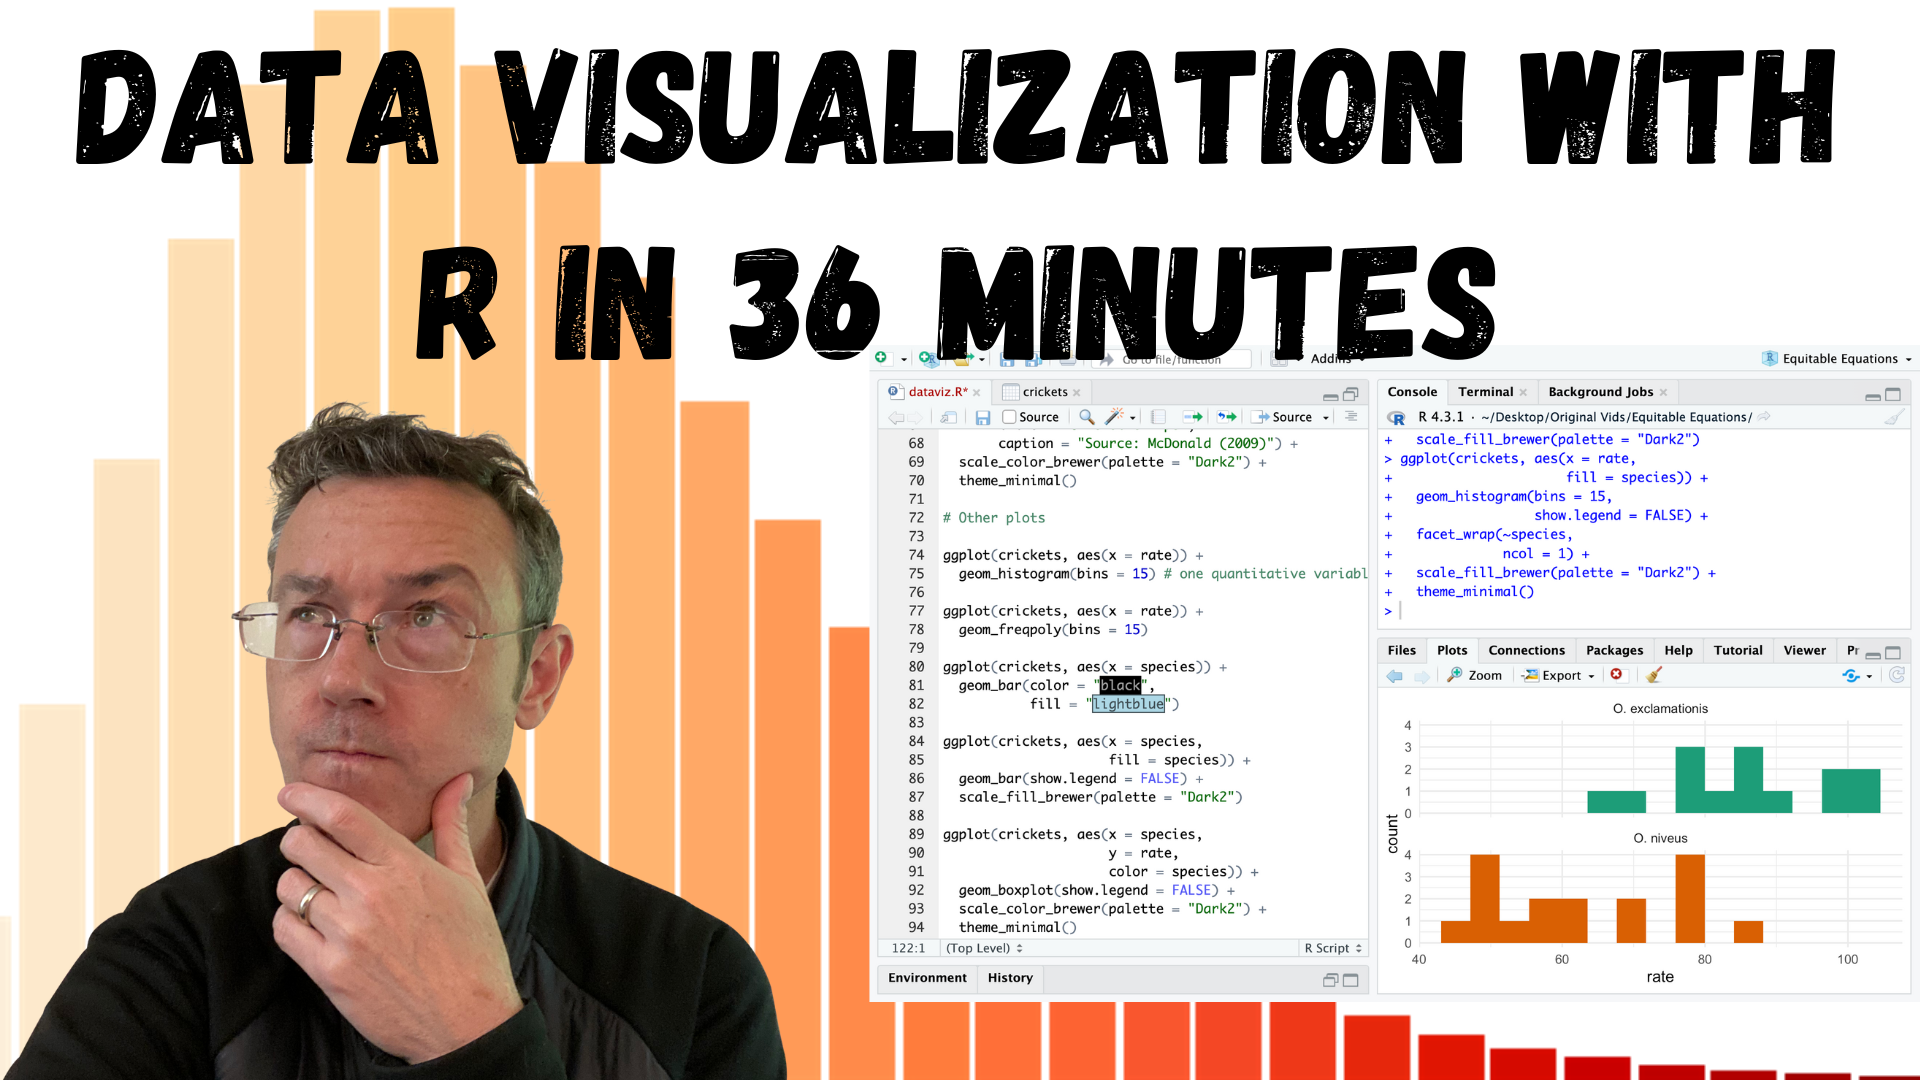 DATA VISUALIZATION WITH
R IN 36 MINUTES
Go to file/function
Addins
Equitable Equations
dataviz.R*
crickets
Source
Source
68 caption = "Source: McDonald (2009)") +
69 scale_color_brewer(palette = "Dark2") +
70 theme_minimal()
71
72 # Other plots
73
74 ggplot(crickets, aes(x = rate)) +
75 geom_histogram(bins = 15) # one quantitative variabl
76
77 ggplot(crickets, aes(x = rate)) +
78 geom_freqpoly(bins = 15)
79
80 ggplot(crickets, aes(x = species)) +
81 geom_bar(color = "black",
82 fill = "lightblue")
83
84 ggplot(crickets, aes(x = species,
85 fill = species)) +
86 geom_bar(show.legend = FALSE) +
87 scale_fill_brewer(palette = "Dark2")
88
89 ggplot(crickets, aes(x = species,
90 y = rate,
91 color = species)) +
92 geom_boxplot(show.legend = FALSE) +
93 scale_color_brewer(palette = "Dark2") +
94 theme_minimal()
122:1 (Top Level) R Script
Environment History
Console Terminal Background Jobs
R 4.3.1 · ~/Desktop/Original Vids/Equitable Equations/
+ scale_fill_brewer(palette = "Dark2")
> ggplot(crickets, aes(x = rate,
+ fill = species)) +
+ geom_histogram(bins = 15,
+ show.legend = FALSE) +
+ facet_wrap(~species,
+ ncol = 1) +
+ scale_fill_brewer(palette = "Dark2") +
+ theme_minimal()
>
Files Plots Connections Packages Help Tutorial Viewer Pr
Zoom Export
O. exclamationis
4
3
2
1
0
O. niveus
4
3
2
1
0
count
40 60 80 100
rate